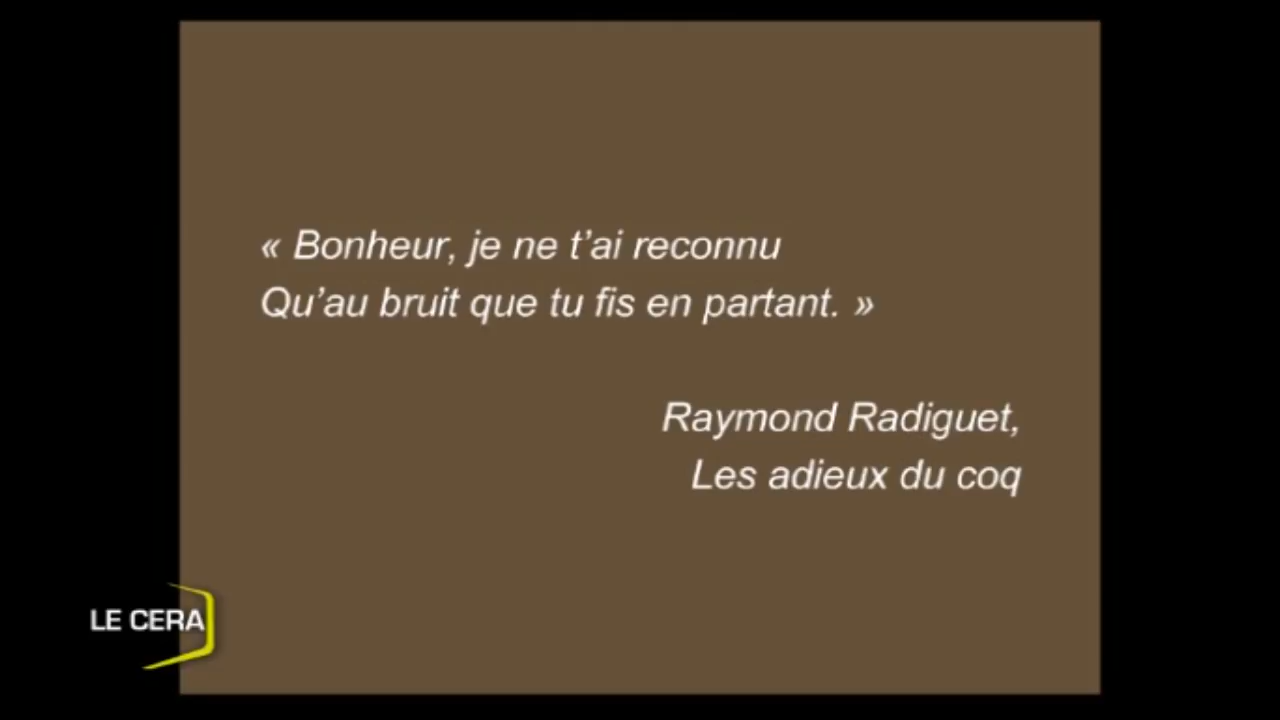 « Bonheur, je ne t’ai reconnu
Qu’au bruit que tu fis en partant. »
Raymond Radiguet,
Les adieux du coq
LE CERA